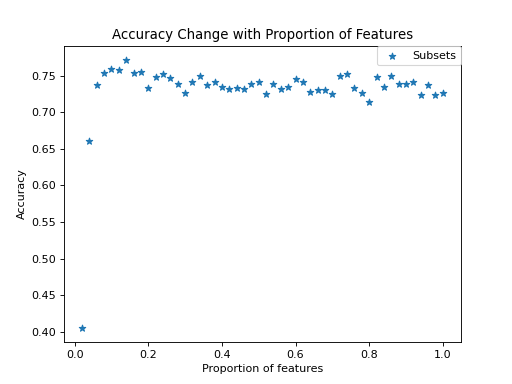 Accuracy Change with Proportion of Features
Subsets
Accuracy
0.75
0.70
0.65
0.60
0.55
0.50
0.45
0.40
0.0 0.2 0.4 0.6 0.8 1.0
Proportion of features